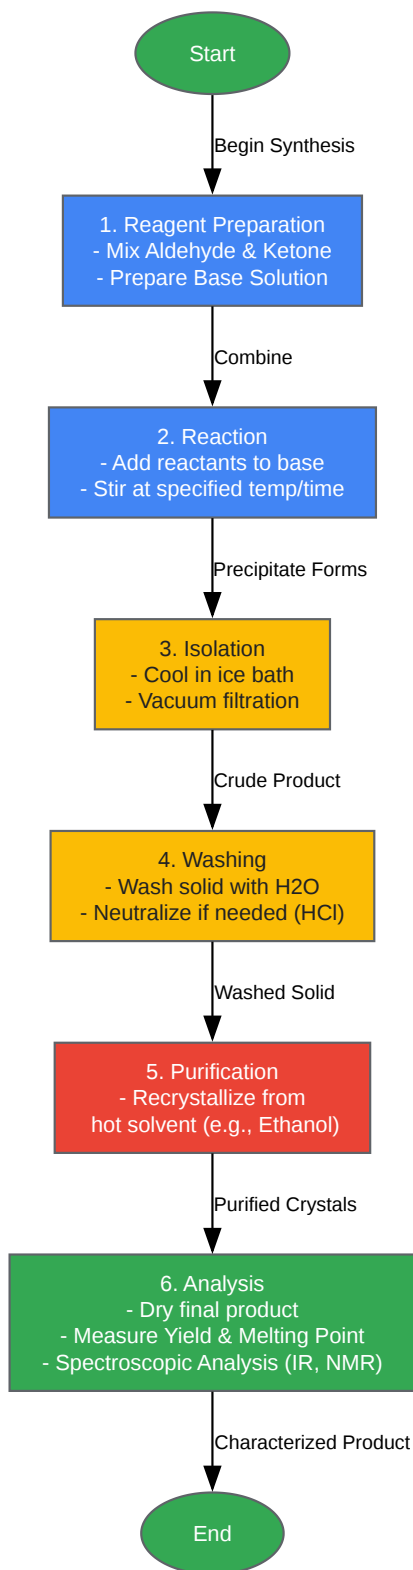 Start
Begin Synthesis
1. Reagent Preparation
- Mix Aldehyde & Ketone
- Prepare Base Solution
Combine
2. Reaction
- Add reactants to base
- Stir at specified temp/time
Precipitate Forms
3. Isolation
- Cool in ice bath
- Vacuum filtration
Crude Product
4. Washing
- Wash solid with H2O
- Neutralize if needed (HCl)
Washed Solid
5. Purification
- Recrystallize from
hot solvent (e.g., Ethanol)
Purified Crystals
6. Analysis
- Dry final product
- Measure Yield & Melting Point
- Spectroscopic Analysis (IR, NMR)
Characterized Product
End